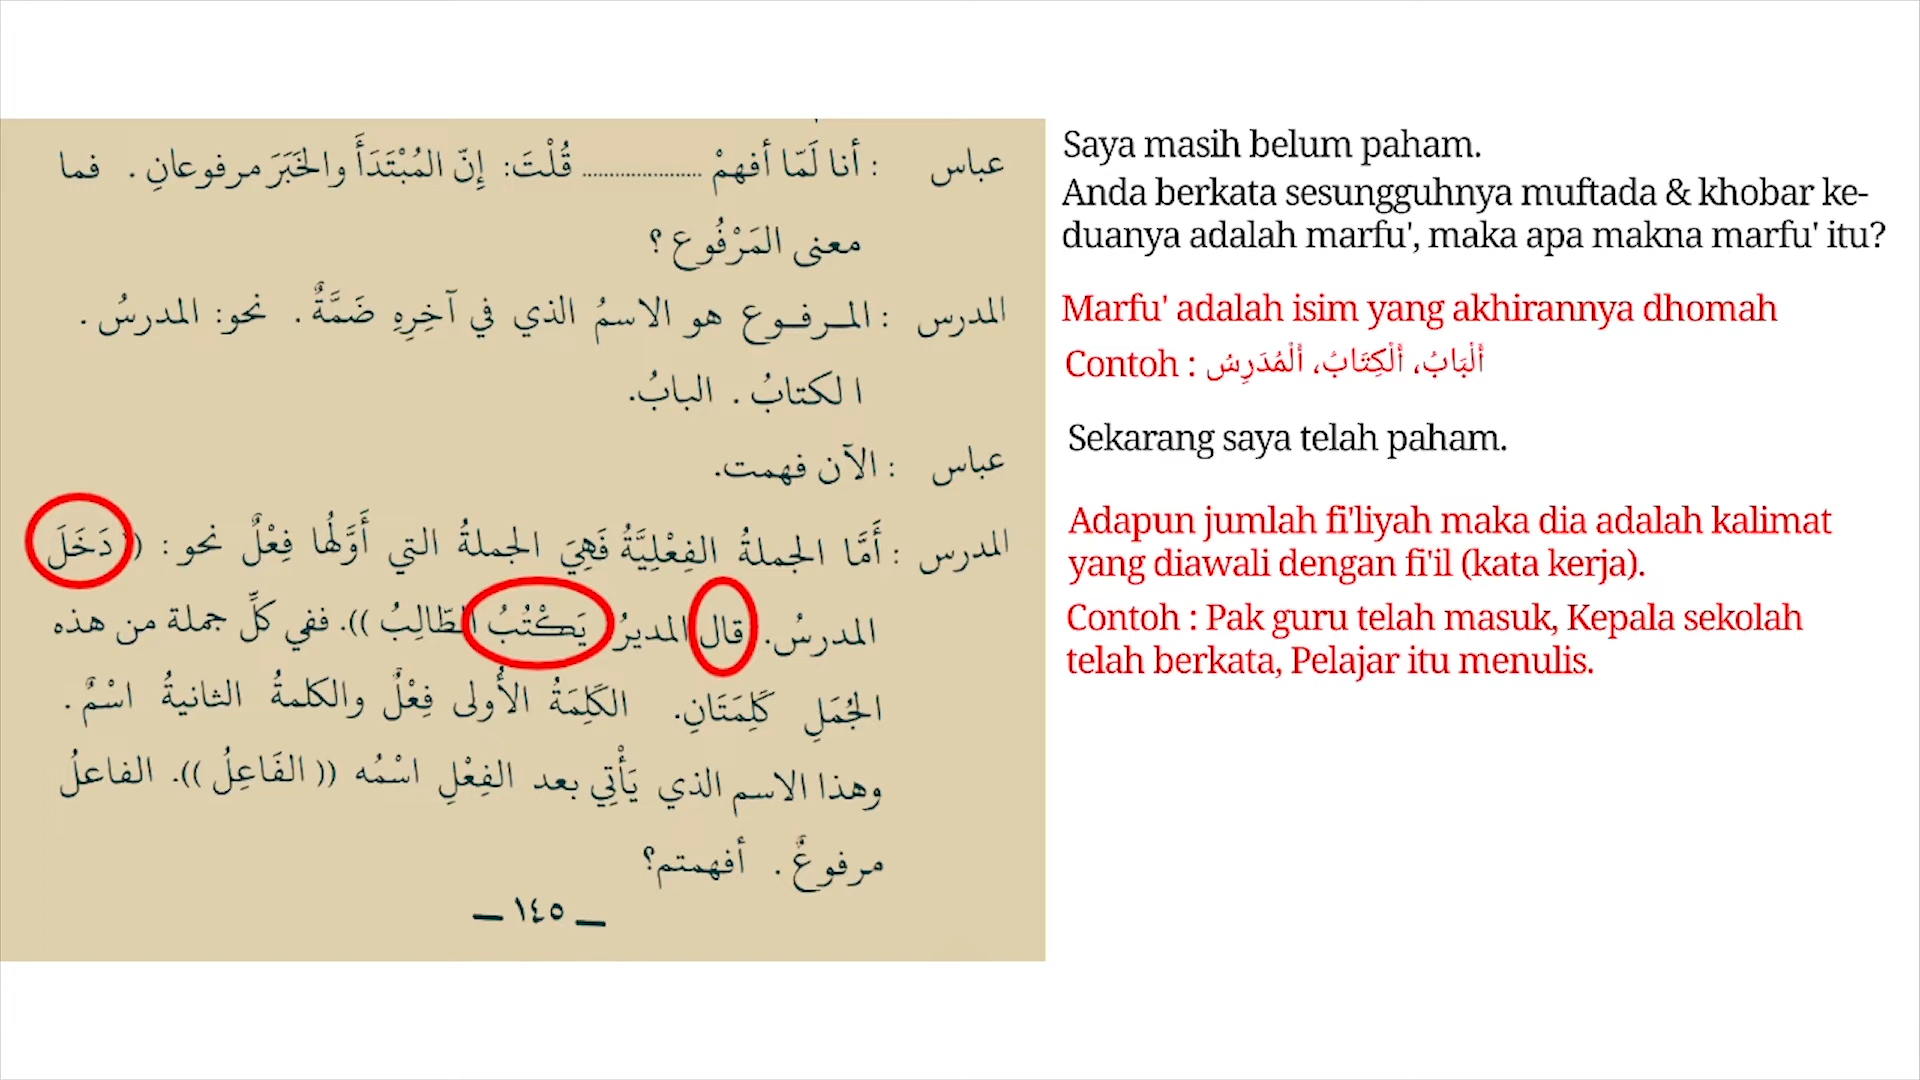 عباس : أنا لَمّا أفهمْ ...................... قُلْتَ: إِنّ المُبْتَدَأَ والخَبَرَ مرفوعانِ . فما
معنى المَرْفُوع ؟
المدرس : المـرفـوع هو الاسمُ الذي في آخِرِهِ ضَمَّةٌ . نحو: المدرسُ .
الكتابُ . البابُ.
عباس : الآن فهمت.
المدرس : أَمَّا الجملةُ الفِعْلِيَّةُ فَهِيَ الجملةُ التي أَوَّلُها فِعْلٌ نحو : (( دَخَلَ
المدرسُ. قال المديرُ يَكْتُبُ الطّالِبُ )). ففي كلِّ جملة من هذه
الجُمَلِ كَلِمَتَانِ. الكَلِمَةُ الأُولى فِعْلٌ والكلمةُ الثانيةُ اسْمٌ .
وهذا الاسم الذي يَأْتِي بعد الفِعْلِ اسْمُه (( الفَاعِلُ )). الفاعلُ
مرفوعٌ . أفهمتم؟
— ١٤٥ —
Saya masih belum paham.
Anda berkata sesungguhnya muftada & khobar ke-
duanya adalah marfu', maka apa makna marfu' itu?
Marfu' adalah isim yang akhirannya dhomah
Contoh : أَلْبَابُ، أَلْكِتَابُ، أَلْمُدَرِسُ
Sekarang saya telah paham.
Adapun jumlah fi'liyah maka dia adalah kalimat
yang diawali dengan fi'il (kata kerja).
Contoh : Pak guru telah masuk, Kepala sekolah
telah berkata, Pelajar itu menulis.